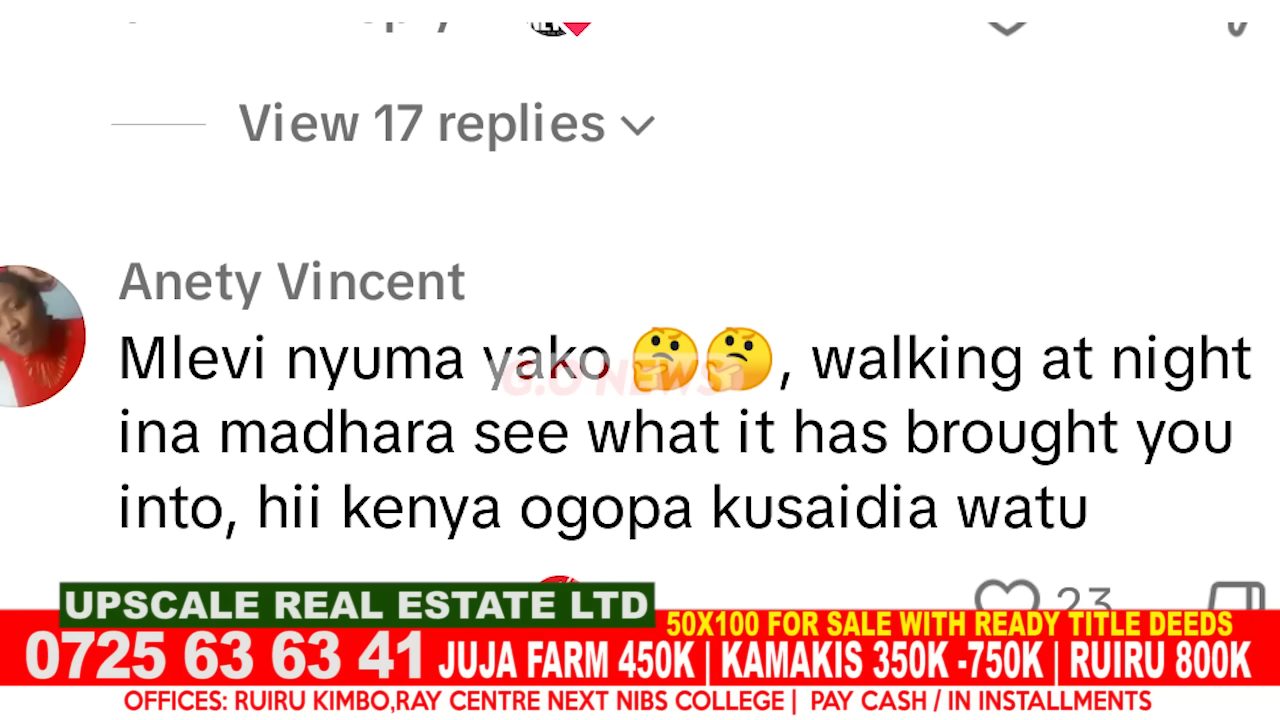 View 17 replies
Anety Vincent
Mlevi nyuma yako 🤔🤔, walking at night
G.O NEWS
ina madhara see what it has brought you
into, hii kenya ogopa kusaidia watu
23
UPSCALE REAL ESTATE LTD
50X100 FOR SALE WITH READY TITLE DEEDS
0725 63 63 41 JUJA FARM 450K | KAMAKIS 350K -750K | RUIRU 800K
OFFICES: RUIRU KIMBO,RAY CENTRE NEXT NIBS COLLEGE | PAY CASH / IN INSTALLMENTS